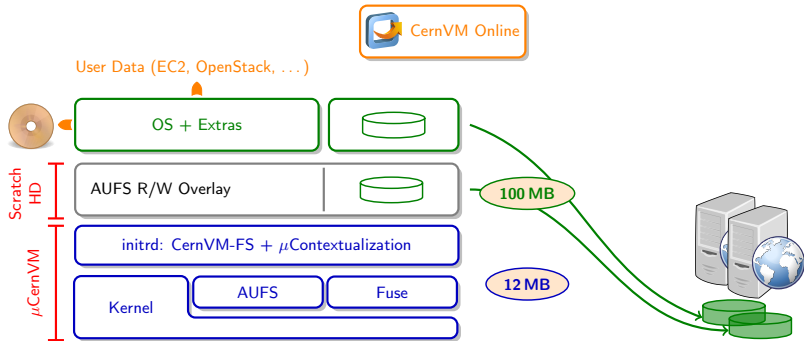 CernVM Online
User Data (EC2, OpenStack, . . . )
OS + Extras
Scratch
HD
AUFS R/W Overlay
100 MB
μCernVM
initrd: CernVM-FS + μContextualization
Kernel
AUFS
Fuse
12 MB